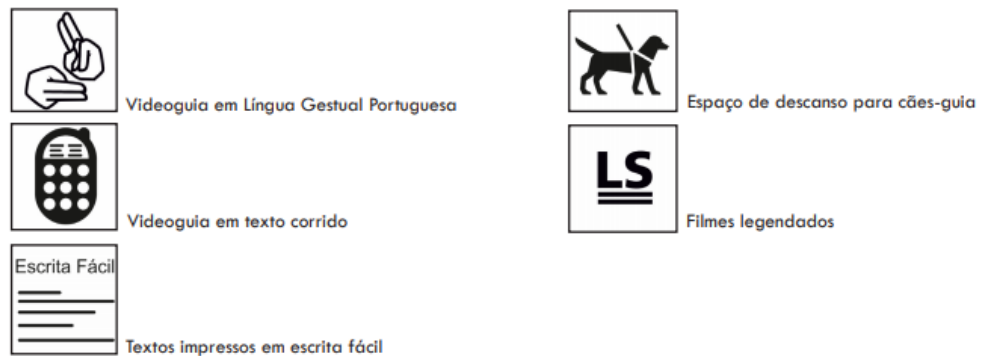 Videoguia em Língua Gestual Portuguesa
Videoguia em texto corrido
Escrita Fácil
Textos impressos em escrita fácil
Espaço de descanso para cães-guia
LS
Filmes legendados